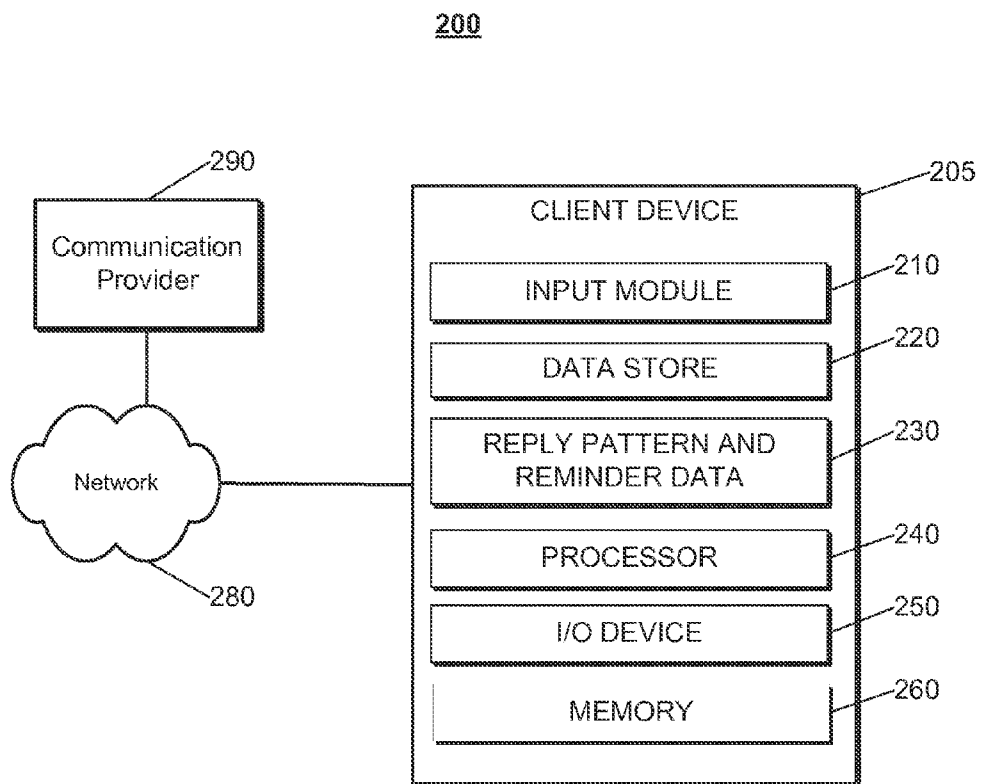 200
290
Communication
Provider
Network
280
205
CLIENT DEVICE
INPUT MODULE
210
DATA STORE
220
REPLY PATTERN AND
REMINDER DATA
230
PROCESSOR
240
I/O DEVICE
250
MEMORY
260